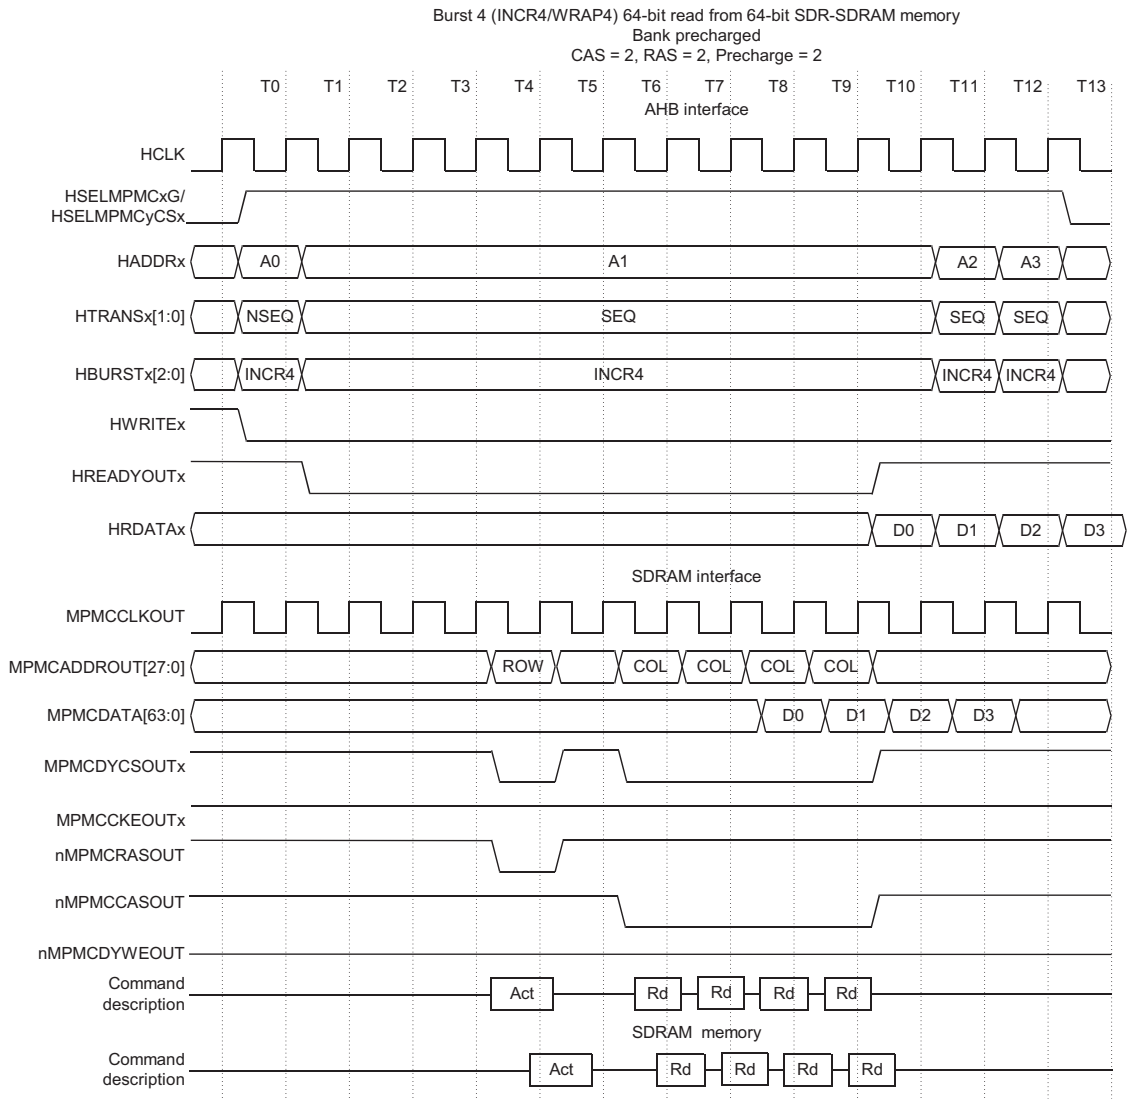 Burst 4 (INCR4/WRAP4) 64-bit read from 64-bit SDR-SDRAM memory
Bank precharged
CAS = 2, RAS = 2, Precharge = 2
T0 T1 T2 T3 T4 T5 T6 T7 T8 T9 T10 T11 T12 T13
AHB interface
HCLK
HSELMPMCxG/
HSELMPMCyCSx
HADDRx A0 A1 A2 A3
HTRANSx[1:0] NSEQ SEQ SEQ SEQ
HBURSTx[2:0] INCR4 INCR4 INCR4 INCR4
HWRITEx
HREADYOUTx
HRDATAx D0 D1 D2 D3
SDRAM interface
MPMCCLKOUT
MPMCADDROUT[27:0] ROW COL COL COL COL
MPMCDATA[63:0] D0 D1 D2 D3
MPMCDYCSOUTx
MPMCCKEOUTx
nMPMCRASOUT
nMPMCCASOUT
nMPMCDYWEOUT
Command
description Act Rd Rd Rd Rd
SDRAM memory
Command
description Act Rd Rd Rd Rd